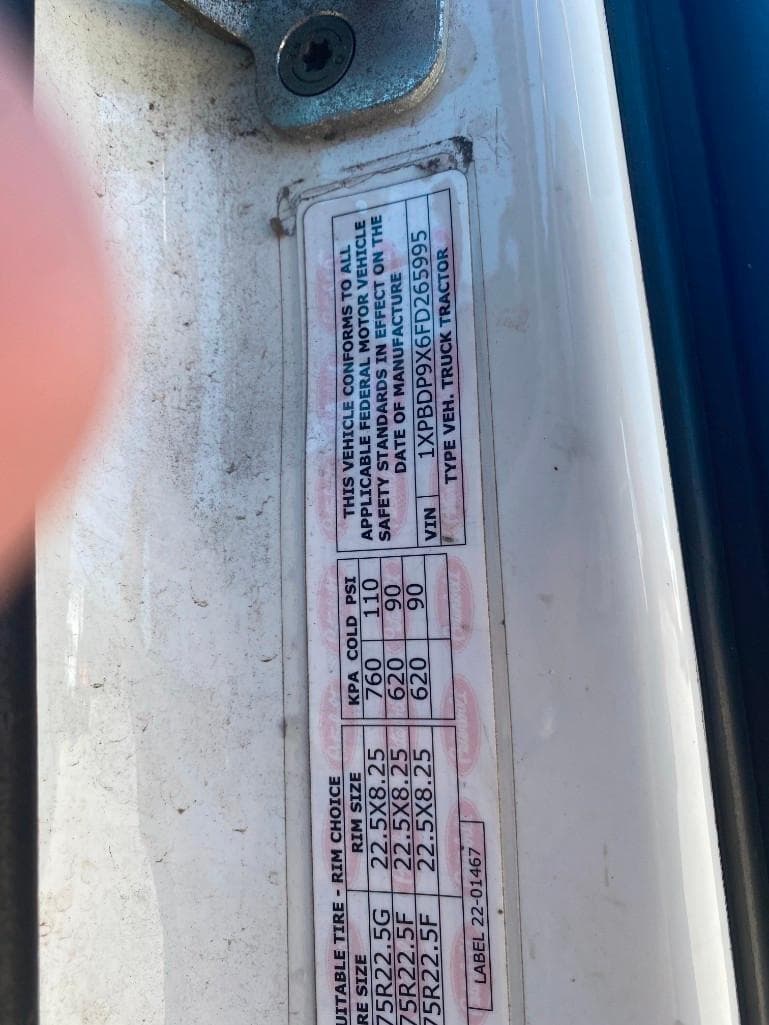 UITABLE TIRE - RIM CHOICE
RE SIZE RIM SIZE KPA COLD PSI
75R22.5G 22.5X8.25 760 110
75R22.5F 22.5X8.25 620 90
75R22.5F 22.5X8.25 620 90
LABEL 22-01467
THIS VEHICLE CONFORMS TO ALL
APPLICABLE FEDERAL MOTOR VEHICLE
SAFETY STANDARDS IN EFFECT ON THE
DATE OF MANUFACTURE
VIN 1XPBDP9X6FD265995
TYPE VEH. TRUCK TRACTOR